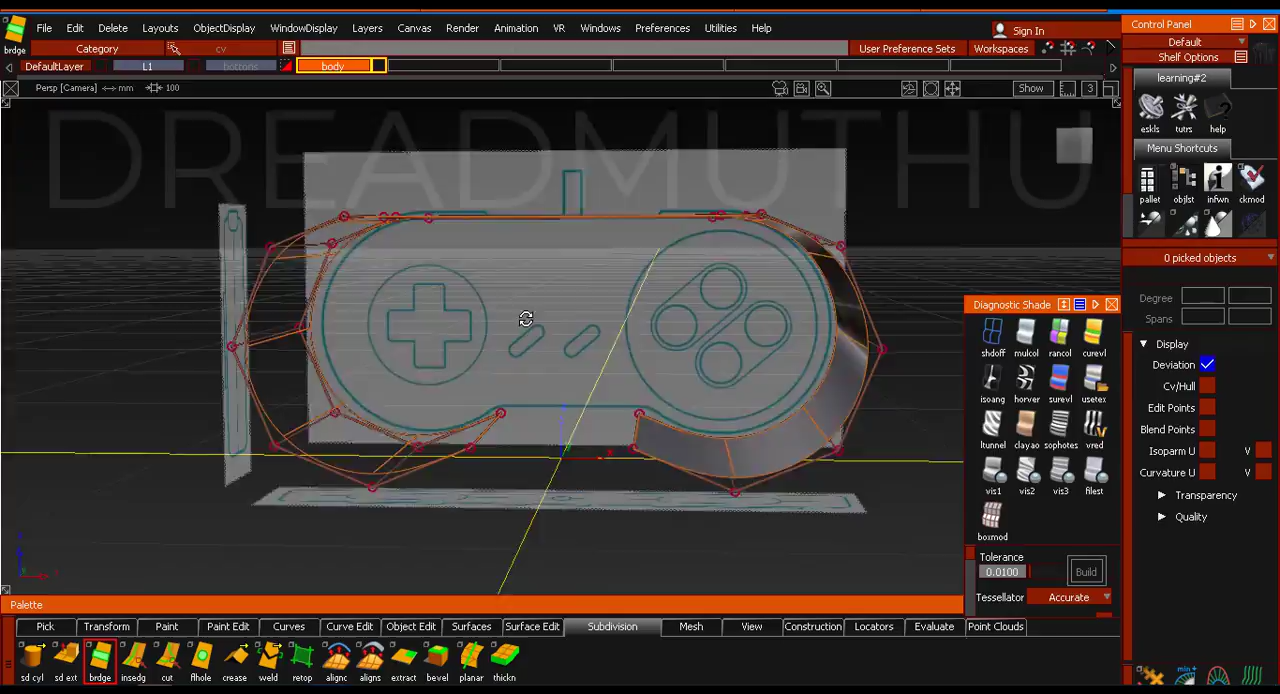 File Edit Delete Layouts ObjectDisplay WindowDisplay Layers Canvas Render Animation VR Windows Preferences Utilities Help
Sign In
brdge Category cv User Preference Sets Workspaces
DefaultLayer L1 bottons body
Persp [Camera] mm 100 Show 3
DREADMUTHU
Control Panel
Default
Shelf Options
learning#2
eskls tutrs help
Menu Shortcuts
pallet objlst infwn ckmod
0 picked objects
Degree
Spans
Display
Deviation
Cv/Hull
Edit Points
Blend Points
Isoparm U V
Curvature U V
Transparency
Quality
Diagnostic Shade
shdoff mulcol rancol curevl
isoang horver surevl usetex
ltunnel clayao sophotes vred
vis1 vis2 vis3 filest
boxmod
Tolerance
0.0100 Build
Tessellator Accurate
Palette
Pick Transform Paint Paint Edit Curves Curve Edit Object Edit Surfaces Surface Edit Subdivision Mesh View Construction Locators Evaluate Point Clouds
sd cyl sd ext brdge insedg cut flhole crease weld retop alignc aligns extract bevel planar thickn